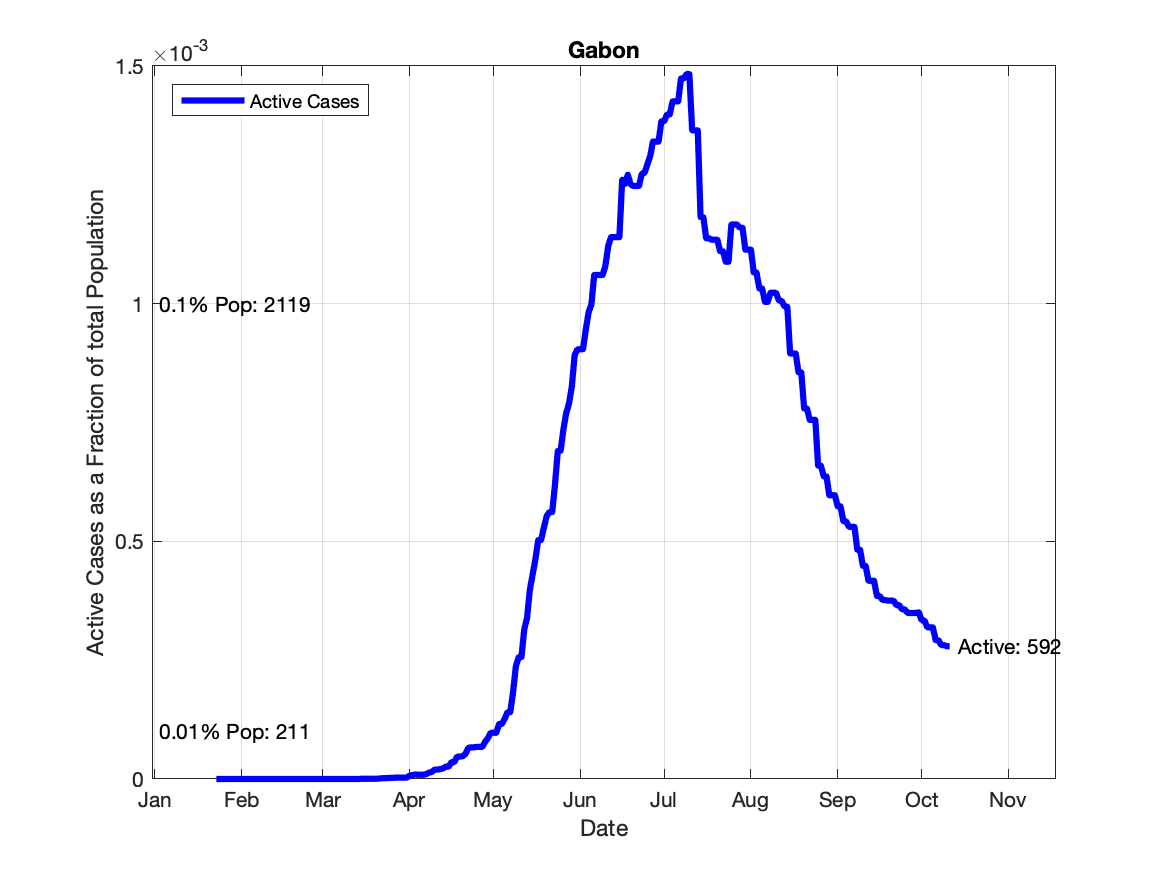 Gabon
×10-3
1.5
Active Cases
1
0.1% Pop: 2119
0.5
0.01% Pop: 211
0
Active: 592
Active Cases as a Fraction of total Population
Jan Feb Mar Apr May Jun Jul Aug Sep Oct Nov
Date